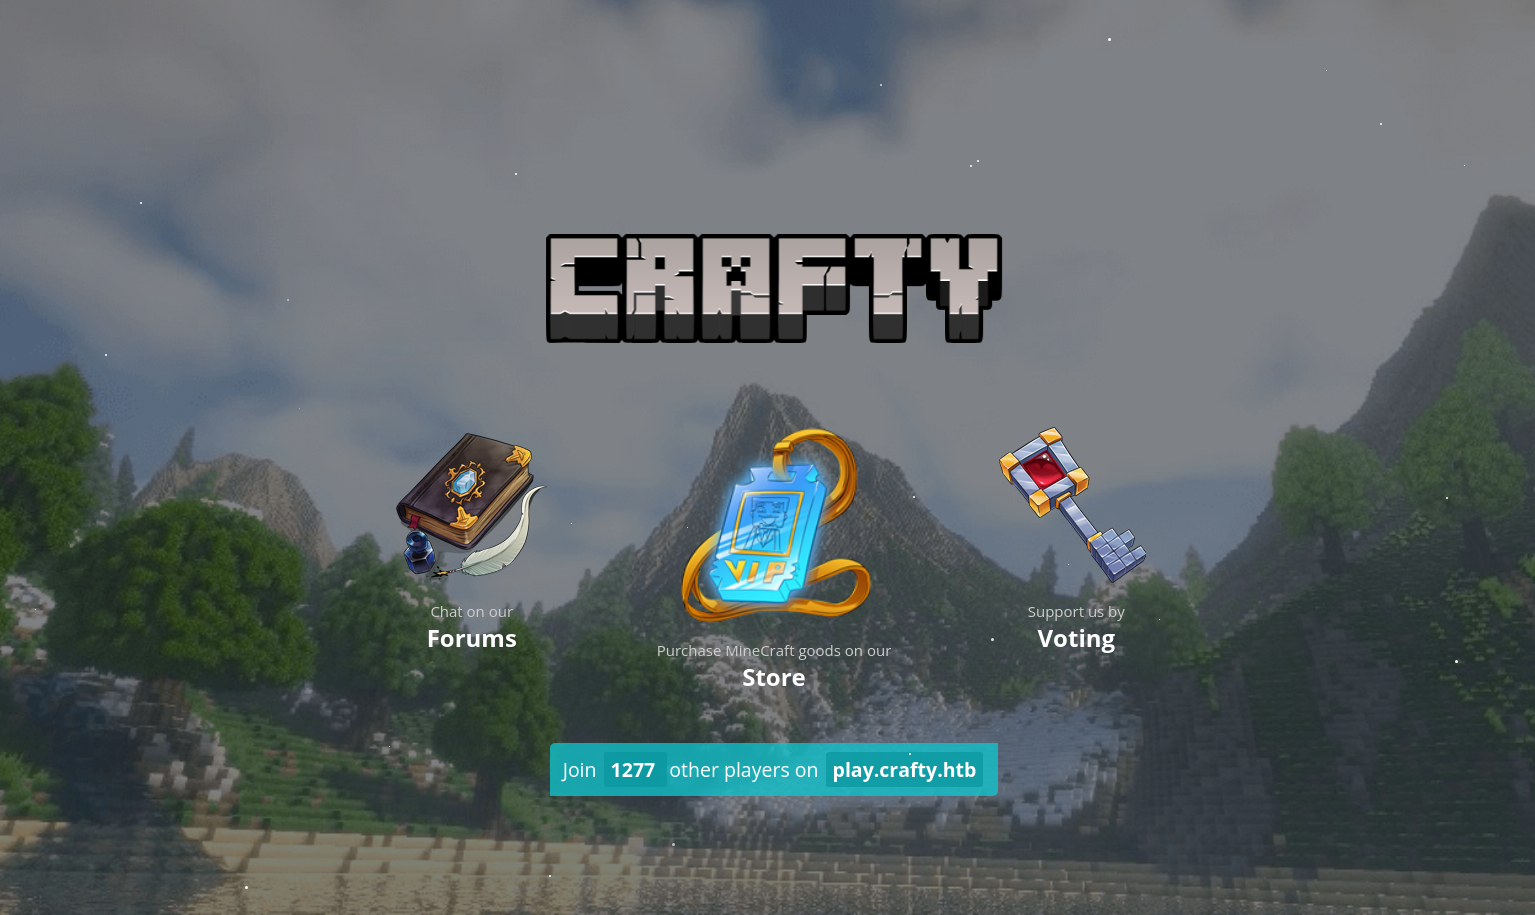 CRAFTY
VIP
Chat on our
Forums
Purchase MineCraft goods on our
Store
Support us by
Voting
Join 1277 other players on play.crafty.htb